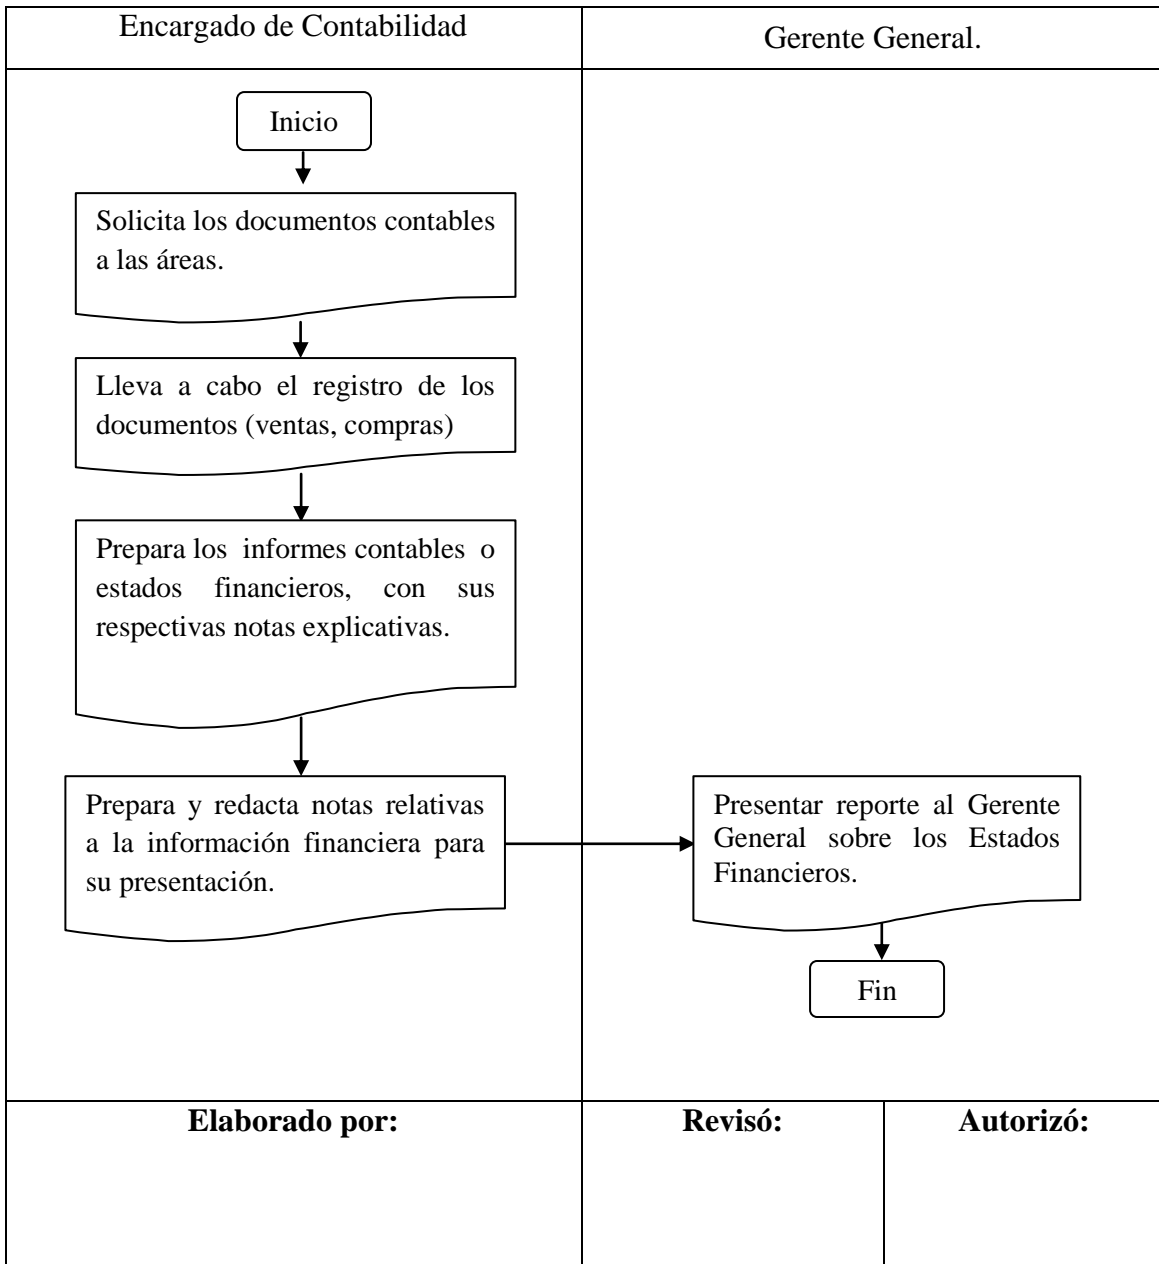 Encargado de Contabilidad
Gerente General.
Inicio
Solicita los documentos contables
a las áreas.
Lleva a cabo el registro de los
documentos (ventas, compras)
Prepara los informes contables o
estados financieros, con sus
respectivas notas explicativas.
Prepara y redacta notas relativas
a la información financiera para
su presentación.
Presentar reporte al Gerente
General sobre los Estados
Financieros.
Fin
Elaborado por:
Revisó:
Autorizó: